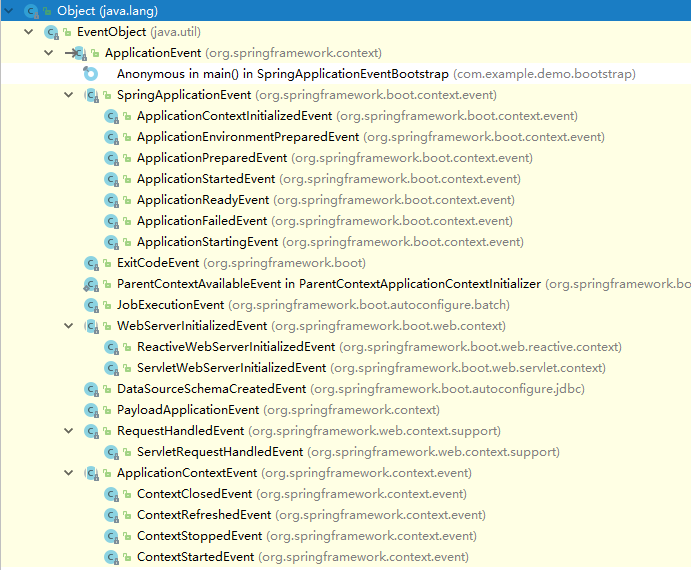 Object (java.lang)
EventObject (java.util)
ApplicationEvent (org.springframework.context)
Anonymous in main() in SpringApplicationEventBootstrap (com.example.demo.bootstrap)
SpringApplicationEvent (org.springframework.boot.context.event)
ApplicationContextInitializedEvent (org.springframework.boot.context.event)
ApplicationEnvironmentPreparedEvent (org.springframework.boot.context.event)
ApplicationPreparedEvent (org.springframework.boot.context.event)
ApplicationStartedEvent (org.springframework.boot.context.event)
ApplicationReadyEvent (org.springframework.boot.context.event)
ApplicationFailedEvent (org.springframework.boot.context.event)
ApplicationStartingEvent (org.springframework.boot.context.event)
ExitCodeEvent (org.springframework.boot)
ParentContextAvailableEvent in ParentContextApplicationContextInitializer (org.springframework.bo
JobExecutionEvent (org.springframework.boot.autoconfigure.batch)
WebServerInitializedEvent (org.springframework.boot.web.context)
ReactiveWebServerInitializedEvent (org.springframework.boot.web.reactive.context)
ServletWebServerInitializedEvent (org.springframework.boot.web.servlet.context)
DataSourceSchemaCreatedEvent (org.springframework.boot.autoconfigure.jdbc)
PayloadApplicationEvent (org.springframework.context)
RequestHandledEvent (org.springframework.web.context.support)
ServletRequestHandledEvent (org.springframework.web.context.support)
ApplicationContextEvent (org.springframework.context.event)
ContextClosedEvent (org.springframework.context.event)
ContextRefreshedEvent (org.springframework.context.event)
ContextStoppedEvent (org.springframework.context.event)
ContextStartedEvent (org.springframework.context.event)